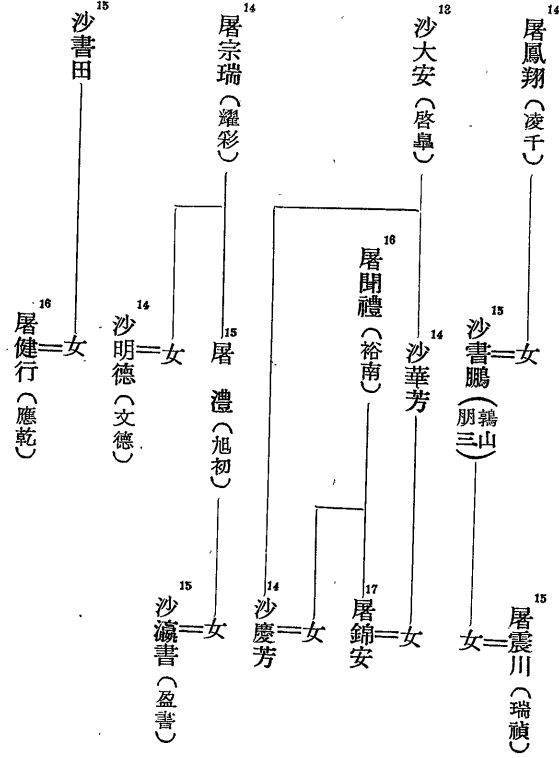 14 屠鳳翔（凌千）
13 沙大安（啓臯）
14 屠宗瑞（耀彩）
15 沙書田
女
15 沙書鵬（鶉山 朋三）
14 沙華芳
16 屠聞禮（裕南）
15 屠 澧（旭初）
女
14 沙明德（文德）
女
16 屠健行（應乾）
15 屠震川（瑞禎）
女
女
17 屠錦安
女
14 沙慶芳
女
15 沙瀛書（盈書）